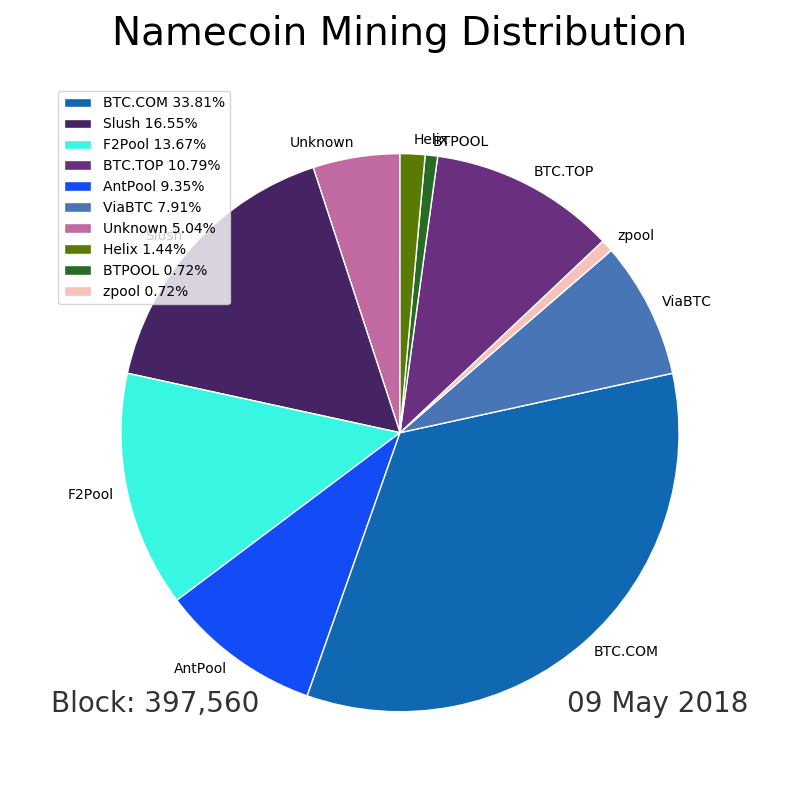 Namecoin Mining Distribution
BTC.COM 33.81%
Slush 16.55%
F2Pool 13.67%
BTC.TOP 10.79%
AntPool 9.35%
ViaBTC 7.91%
Unknown 5.04%
Helix 1.44%
BTPOOL 0.72%
zpool 0.72%
Unknown
Helix
BTPOOL
BTC.TOP
Slush
zpool
ViaBTC
F2Pool
BTC.COM
AntPool
Block: 397,560
09 May 2018